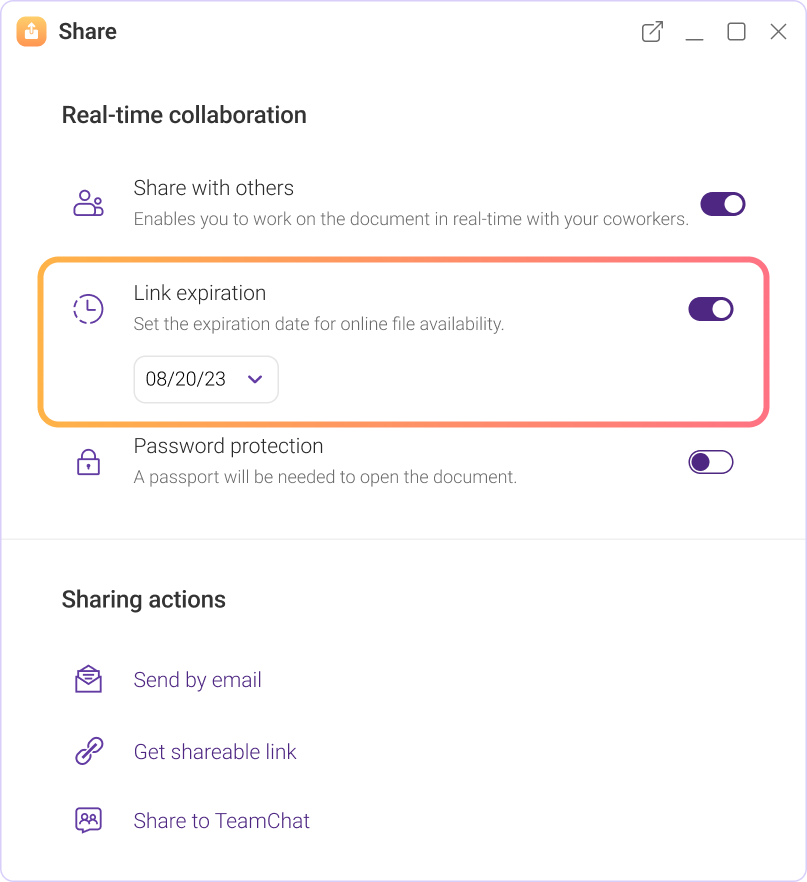 Share
Real-time collaboration
Share with others
Enables you to work on the document in real-time with your coworkers.
Link expiration
Set the expiration date for online file availability.
08/20/23
Password protection
A passport will be needed to open the document.
Sharing actions
Send by email
Get shareable link
Share to TeamChat